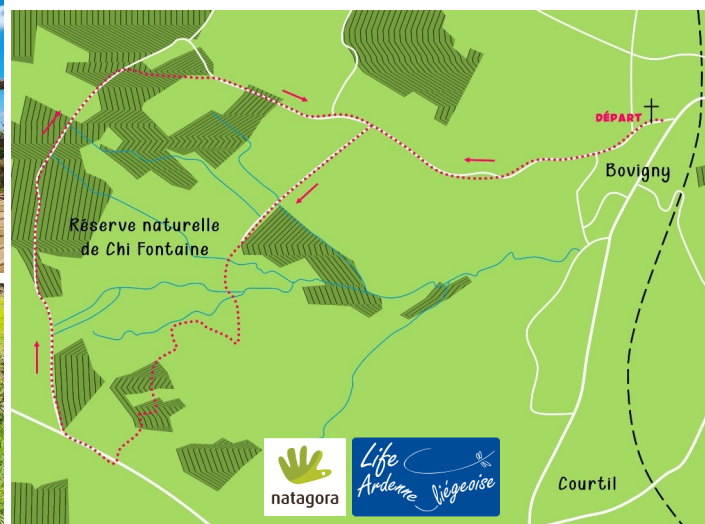 DÉPART
Bovigny
Réserve naturelle
de Chi Fontaine
natagora
Life
Ardenne liégeoise
Courtil